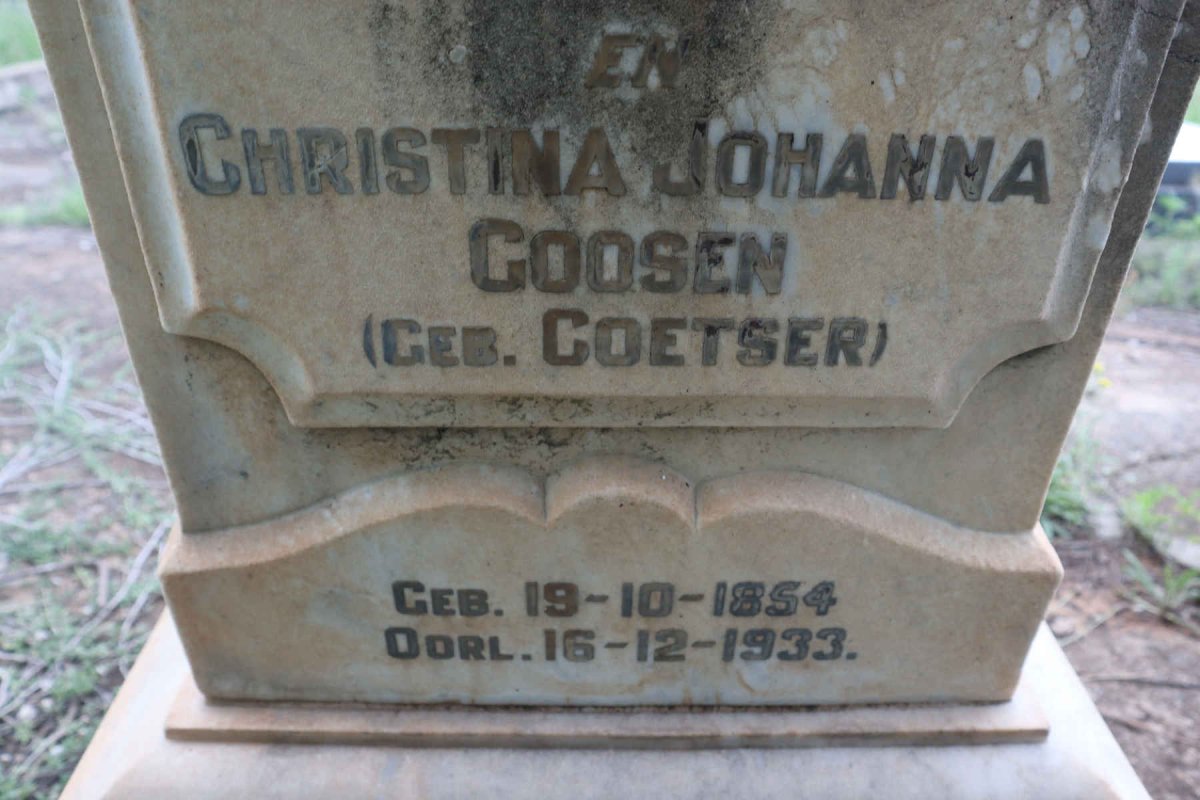 EN
CHRISTINA JOHANNA
GOOSEN
(GEB. COETSER)
GEB. 19-10-1854
OORL. 16-12-1933.